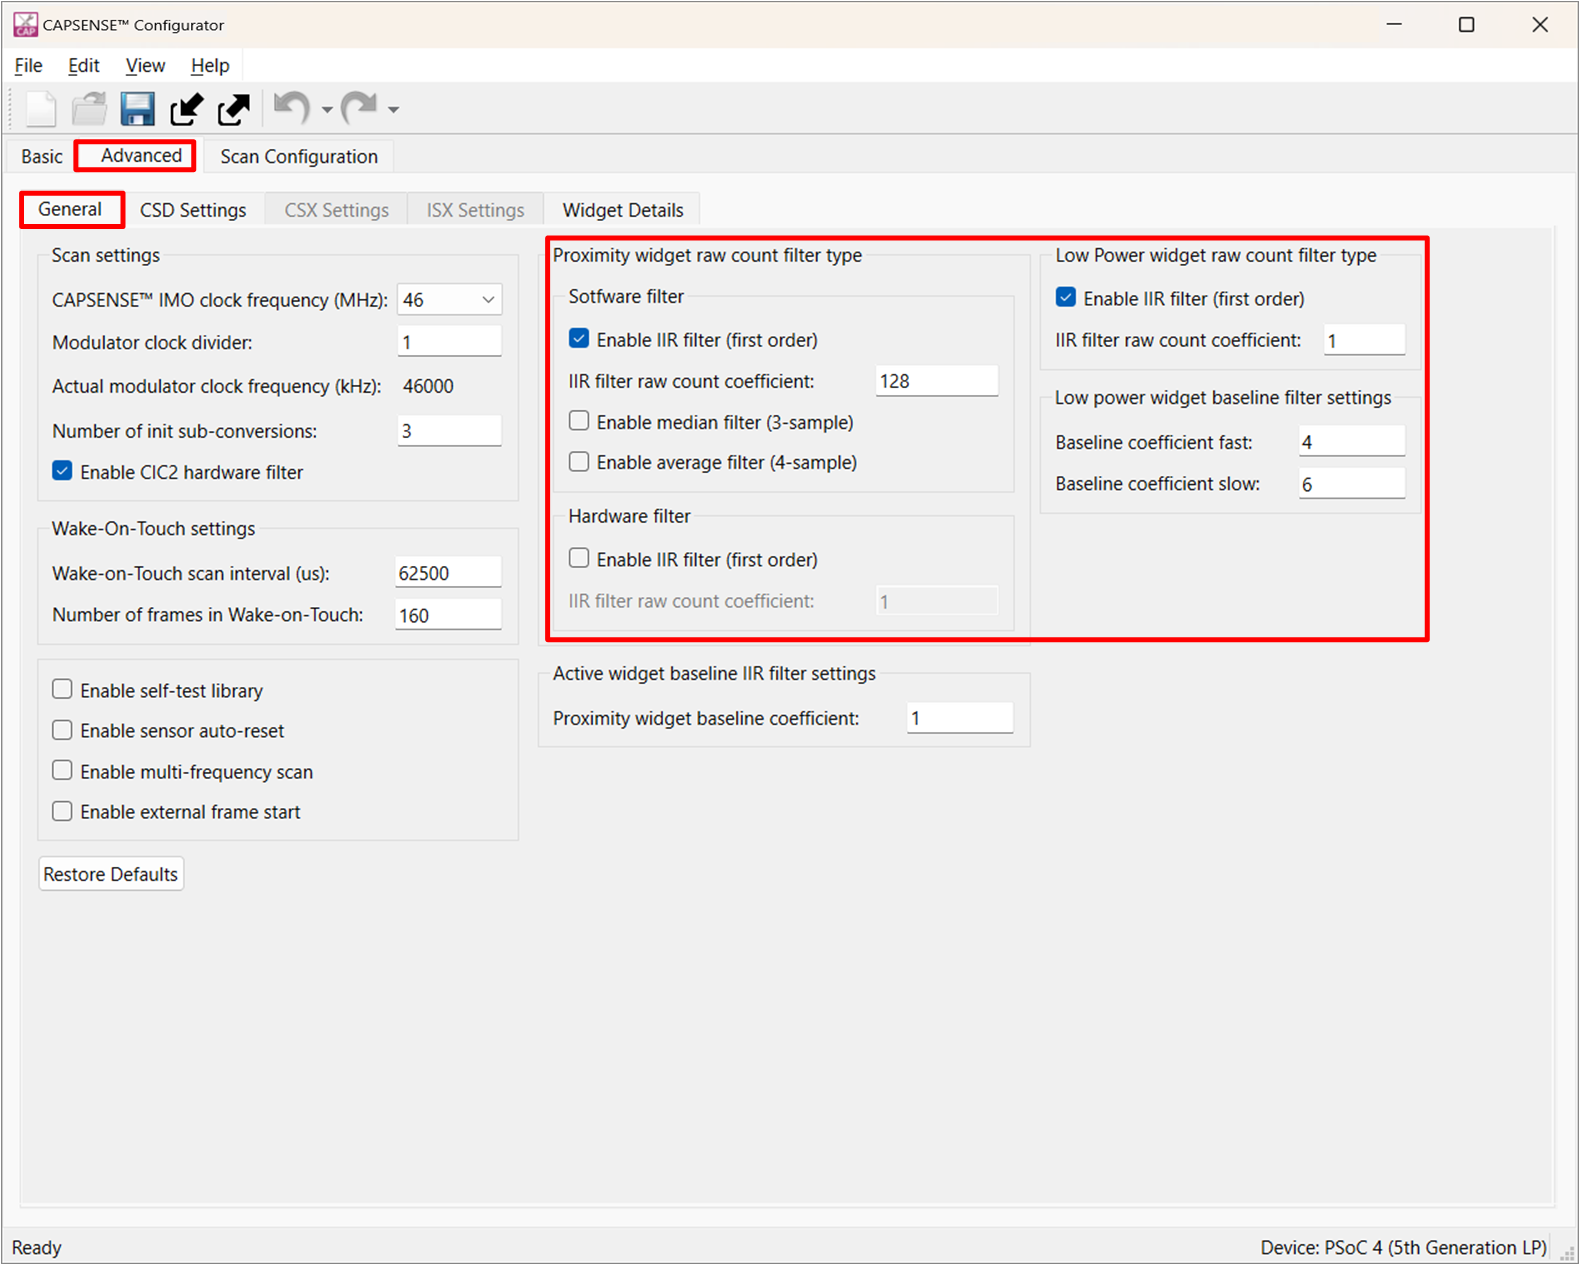 CAP
CAPSENSE™ Configurator
File Edit View Help
Basic Advanced Scan Configuration
General CSD Settings CSX Settings ISX Settings Widget Details
Scan settings
CAPSENSE™ IMO clock frequency (MHz): 46
Modulator clock divider: 1
Actual modulator clock frequency (kHz): 46000
Number of init sub-conversions: 3
Enable CIC2 hardware filter
Wake-On-Touch settings
Wake-on-Touch scan interval (us): 62500
Number of frames in Wake-on-Touch: 160
Enable self-test library
Enable sensor auto-reset
Enable multi-frequency scan
Enable external frame start
Restore Defaults
Proximity widget raw count filter type
Sotfware filter
Enable IIR filter (first order)
IIR filter raw count coefficient: 128
Enable median filter (3-sample)
Enable average filter (4-sample)
Hardware filter
Enable IIR filter (first order)
IIR filter raw count coefficient: 1
Active widget baseline IIR filter settings
Proximity widget baseline coefficient: 1
Low Power widget raw count filter type
Enable IIR filter (first order)
IIR filter raw count coefficient: 1
Low power widget baseline filter settings
Baseline coefficient fast: 4
Baseline coefficient slow: 6
Ready
Device: PSoC 4 (5th Generation LP)